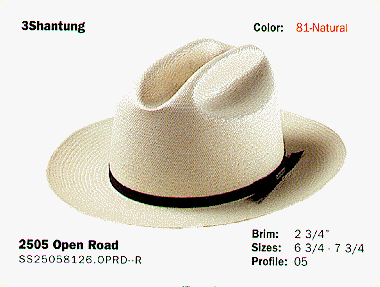 3Shantung
Color: 81-Natural
2505 Open Road
SS25058126.OPRD--R
Brim: 2 3/4"
Sizes: 6 3/4 - 7 3/4
Profile: 05